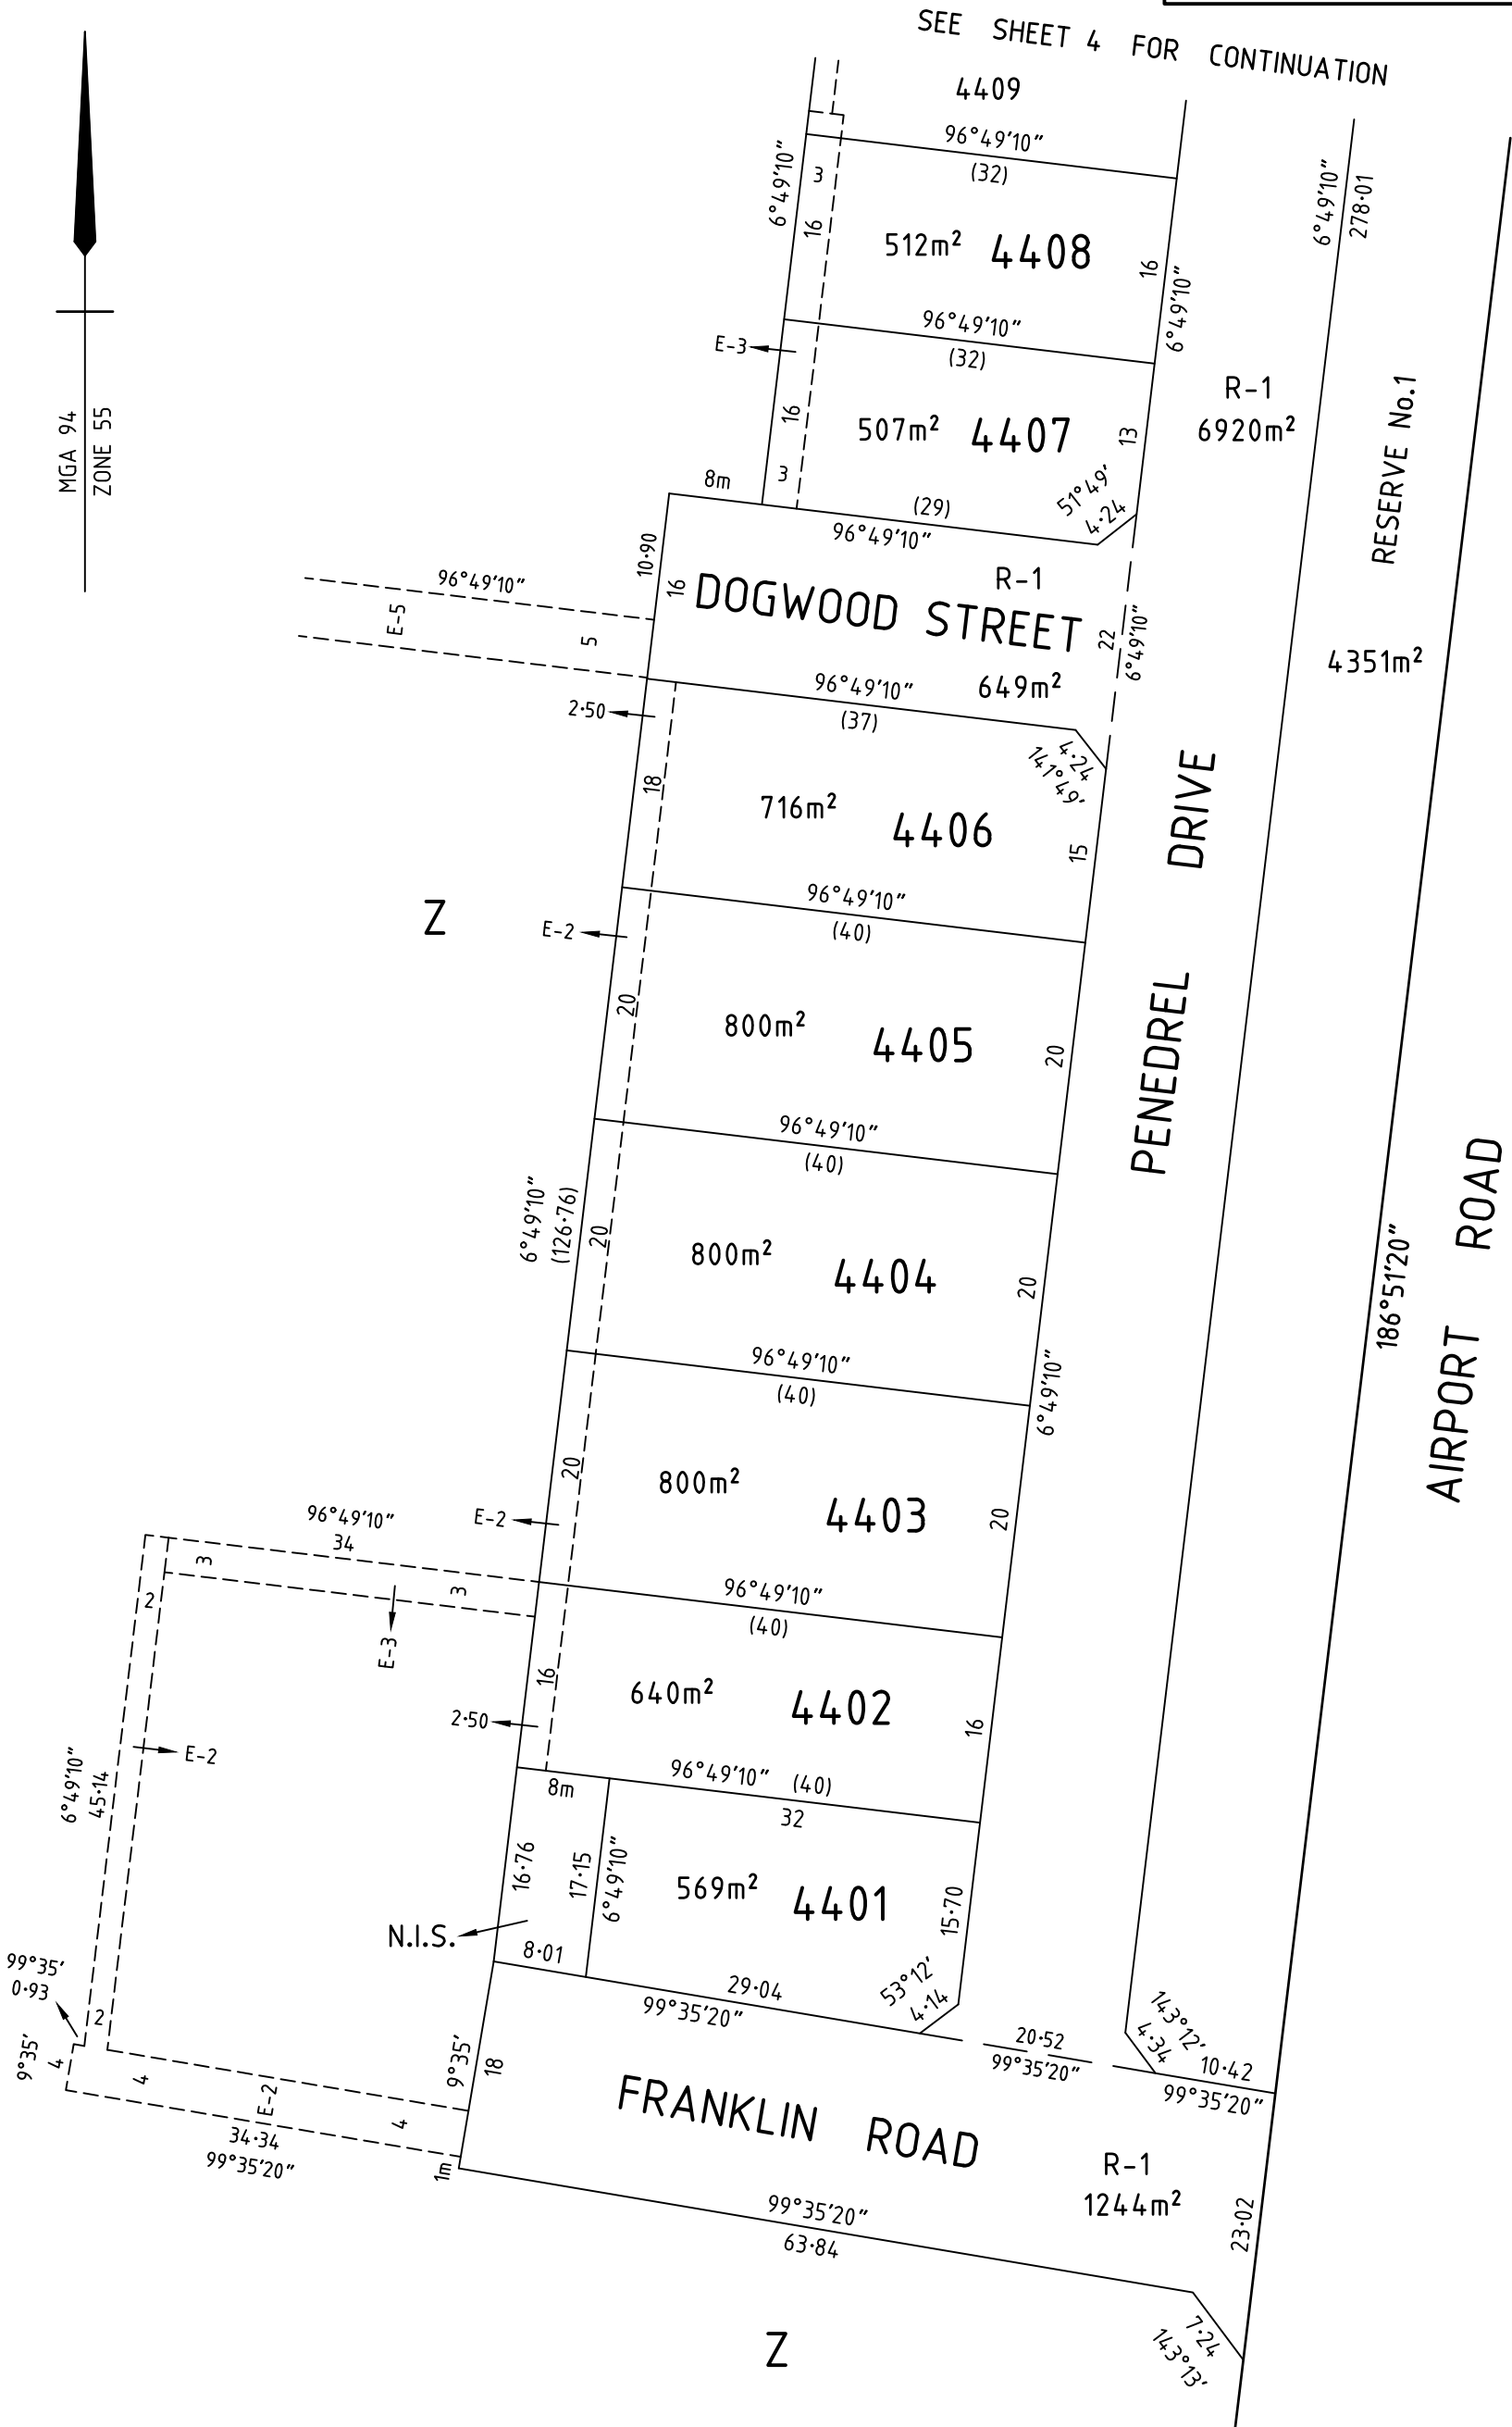 SEE SHEET 4 FOR CONTINUATION
4409
96°49'10"
(32)
6°49'10"
3
16
512m² 4408
16
6°49'10"
6°49'10"
278·01
MGA 94
ZONE 55
96°49'10"
(32)
E-3
16
507m² 4407
13
3
8m
(29)
96°49'10"
51°49'
4·24
R-1
6920m²
RESERVE No.1
4351m²
10·90
16
96°49'10"
E-5
5
R-1
DOGWOOD STREET
649m²
22
6°49'10"
96°49'10"
(37)
2·50
18
4·24
141°49'
716m² 4406
15
PENEDREL DRIVE
Z
96°49'10"
(40)
E-2
20
800m² 4405
20
96°49'10"
(40)
6°49'10"
(126·76)
20
800m² 4404
20
186°51'20"
AIRPORT ROAD
96°49'10"
(40)
6°49'10"
20
800m² 4403
20
E-2
96°49'10"
34
3
3
2
E-3
96°49'10"
(40)
16
640m² 4402
16
2·50
E-2
6°49'10"
45·14
96°49'10" (40)
8m
32
16·76
17·15
6°49'10"
569m² 4401
15·70
N.I.S.
8·01
29·04
99°35'20"
53°12'
4·14
99°35'
0·93
2
9°35'
4
4
E-2
4
34·34
99°35'20"
1m
9°35'
18
20·52
99°35'20"
143°12'
4·34
10·42
99°35'20"
FRANKLIN ROAD
R-1
1244m²
23·02
99°35'20"
63·84
7·24
143°13'
Z